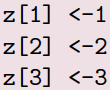 z[1] <-1
z[2] <-2
z[3] <-3